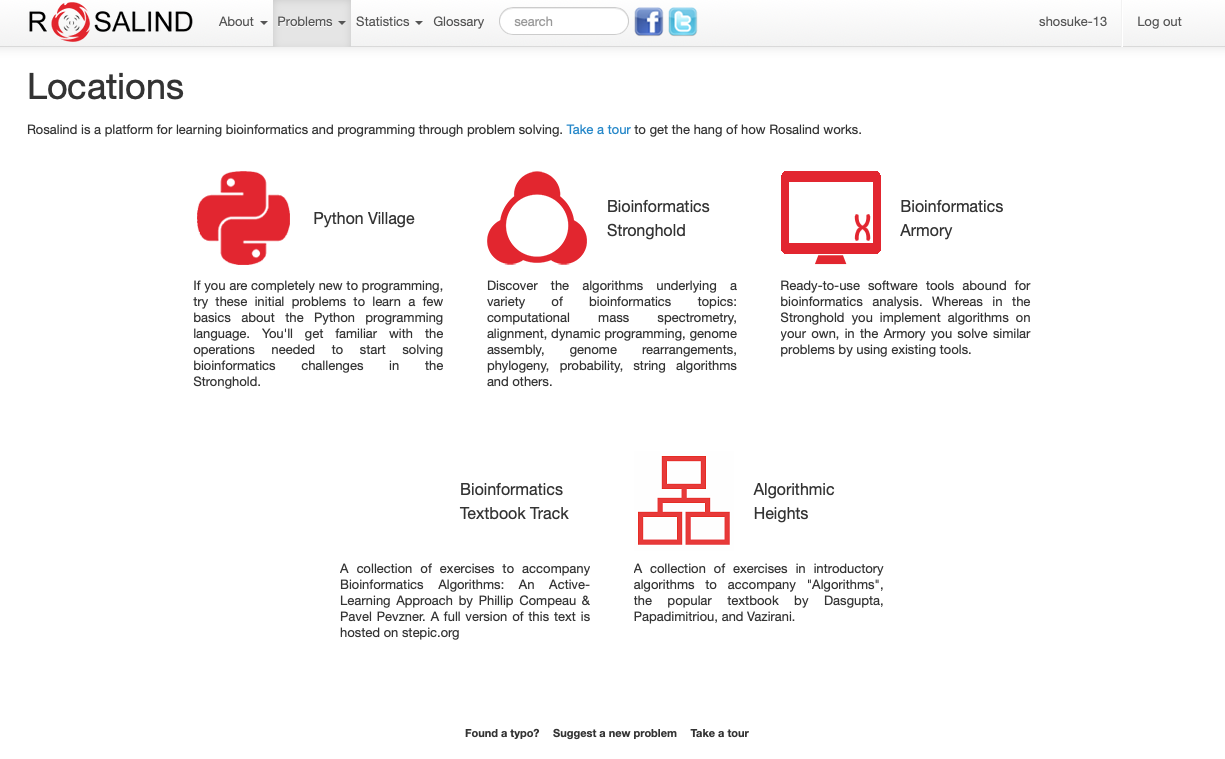 ROSALIND
About Problems Statistics Glossary search shosuke-13 Log out
Locations
Rosalind is a platform for learning bioinformatics and programming through problem solving. Take a tour to get the hang of how Rosalind works.
Python Village
If you are completely new to programming,
try these initial problems to learn a few
basics about the Python programming
language. You'll get familiar with the
operations needed to start solving
bioinformatics challenges in the
Stronghold.
Bioinformatics
Stronghold
Discover the algorithms underlying a
variety of bioinformatics topics:
computational mass spectrometry,
alignment, dynamic programming, genome
assembly, genome rearrangements,
phylogeny, probability, string algorithms
and others.
Bioinformatics
Armory
Ready-to-use software tools abound for
bioinformatics analysis. Whereas in the
Stronghold you implement algorithms on
your own, in the Armory you solve similar
problems by using existing tools.
Bioinformatics
Textbook Track
A collection of exercises to accompany
Bioinformatics Algorithms: An Active-
Learning Approach by Phillip Compeau &
Pavel Pevzner. A full version of this text is
hosted on stepic.org
Algorithmic
Heights
A collection of exercises in introductory
algorithms to accompany "Algorithms",
the popular textbook by Dasgupta,
Papadimitriou, and Vazirani.
Found a typo? Suggest a new problem Take a tour